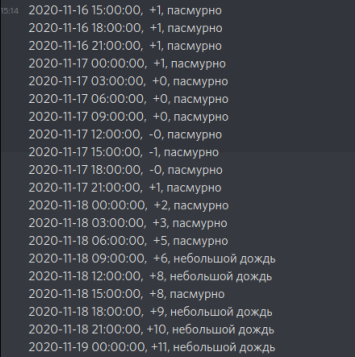 15:14 2020-11-16 15:00:00, +1, пасмурно
2020-11-16 18:00:00, +1, пасмурно
2020-11-16 21:00:00, +1, пасмурно
2020-11-17 00:00:00, +1, пасмурно
2020-11-17 03:00:00, +0, пасмурно
2020-11-17 06:00:00, +0, пасмурно
2020-11-17 09:00:00, +0, пасмурно
2020-11-17 12:00:00, -0, пасмурно
2020-11-17 15:00:00, -1, пасмурно
2020-11-17 18:00:00, -0, пасмурно
2020-11-17 21:00:00, +1, пасмурно
2020-11-18 00:00:00, +2, пасмурно
2020-11-18 03:00:00, +3, пасмурно
2020-11-18 06:00:00, +5, пасмурно
2020-11-18 09:00:00, +6, небольшой дождь
2020-11-18 12:00:00, +8, небольшой дождь
2020-11-18 15:00:00, +8, пасмурно
2020-11-18 18:00:00, +9, небольшой дождь
2020-11-18 21:00:00, +10, небольшой дождь
2020-11-19 00:00:00, +11, небольшой дождь